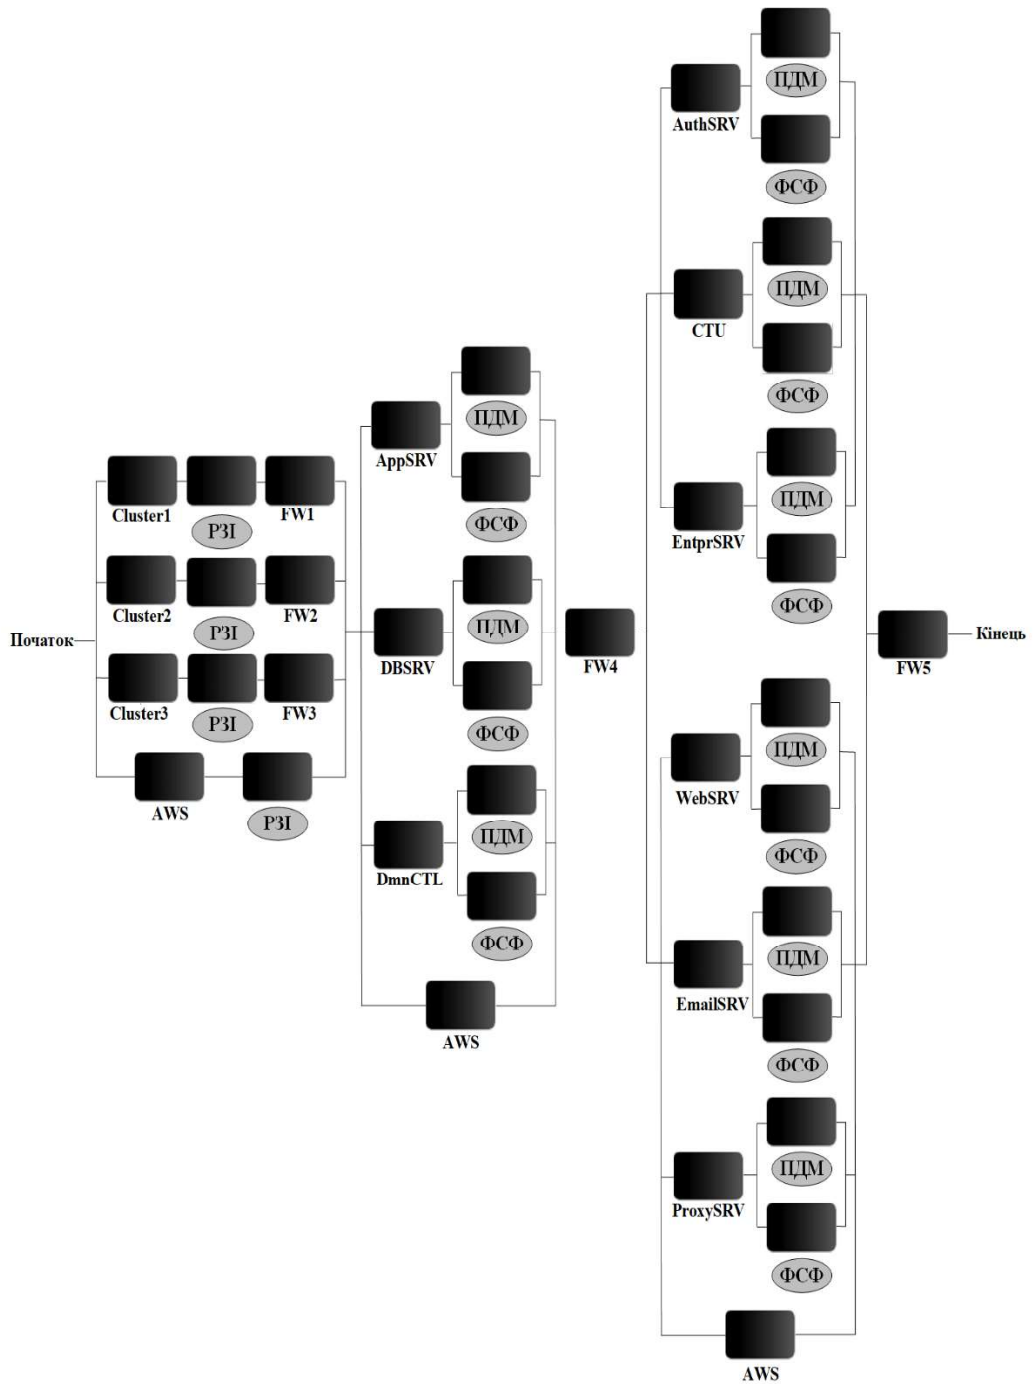 Початок
Cluster1
РЗІ
FW1
Cluster2
РЗІ
FW2
Cluster3
РЗІ
FW3
AWS
РЗІ
AppSRV
ПДМ
ФСФ
DBSRV
ПДМ
ФСФ
DmnCTL
ПДМ
ФСФ
AWS
FW4
AuthSRV
ПДМ
ФСФ
CTU
ПДМ
ФСФ
EntprSRV
ПДМ
ФСФ
WebSRV
ПДМ
ФСФ
EmailSRV
ПДМ
ФСФ
ProxySRV
ПДМ
ФСФ
AWS
FW5
Кінець